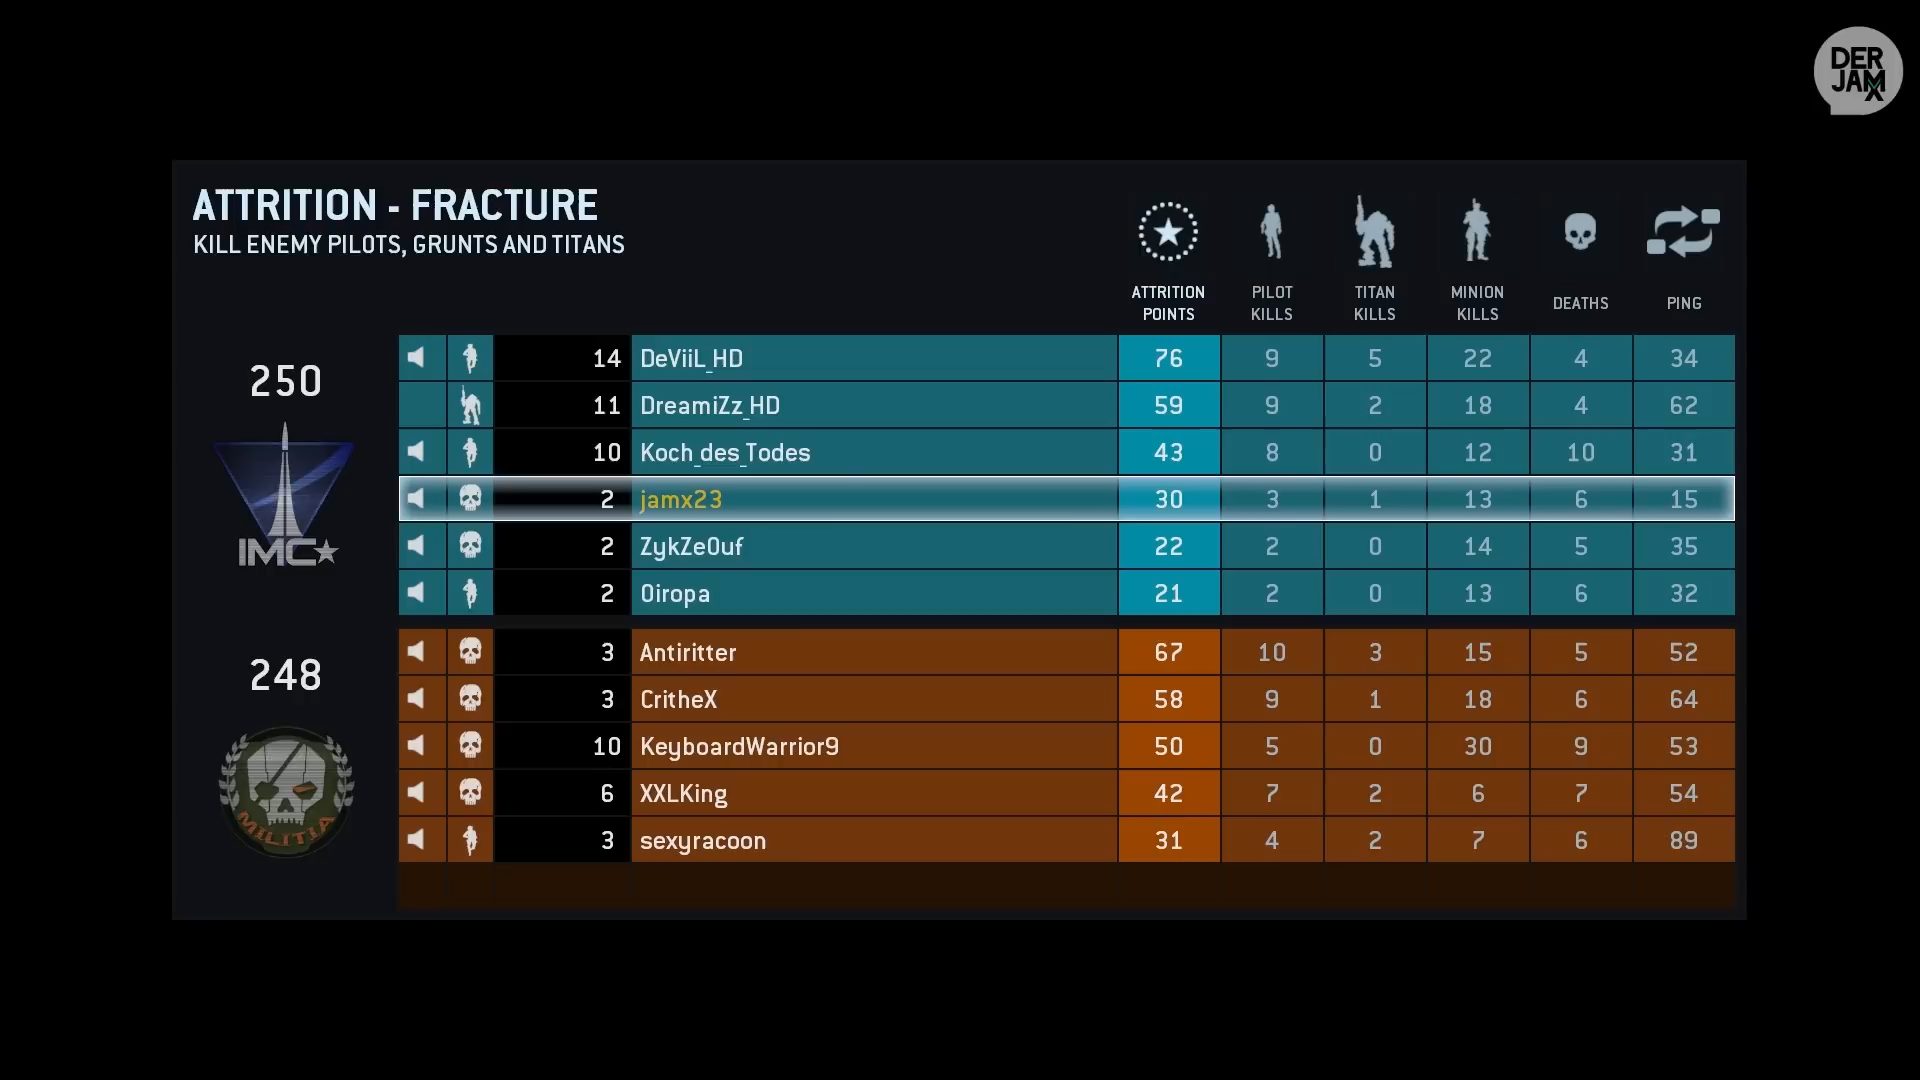 DER
JAM
X
ATTRITION - FRACTURE
KILL ENEMY PILOTS, GRUNTS AND TITANS
ATTRITION POINTS PILOT KILLS TITAN KILLS MINION KILLS DEATHS PING
250
IMC
14 DeViiL_HD 76 9 5 22 4 34
11 DreamiZz_HD 59 9 2 18 4 62
10 Koch_des_Todes 43 8 0 12 10 31
2 jamx23 30 3 1 13 6 15
2 ZykZe0uf 22 2 0 14 5 35
2 0iropa 21 2 0 13 6 32
248
MILITIA
3 Antiritter 67 10 3 15 5 52
3 CritheX 58 9 1 18 6 64
10 KeyboardWarrior9 50 5 0 30 9 53
6 XXLKing 42 7 2 6 7 54
3 sexyracoon 31 4 2 7 6 89